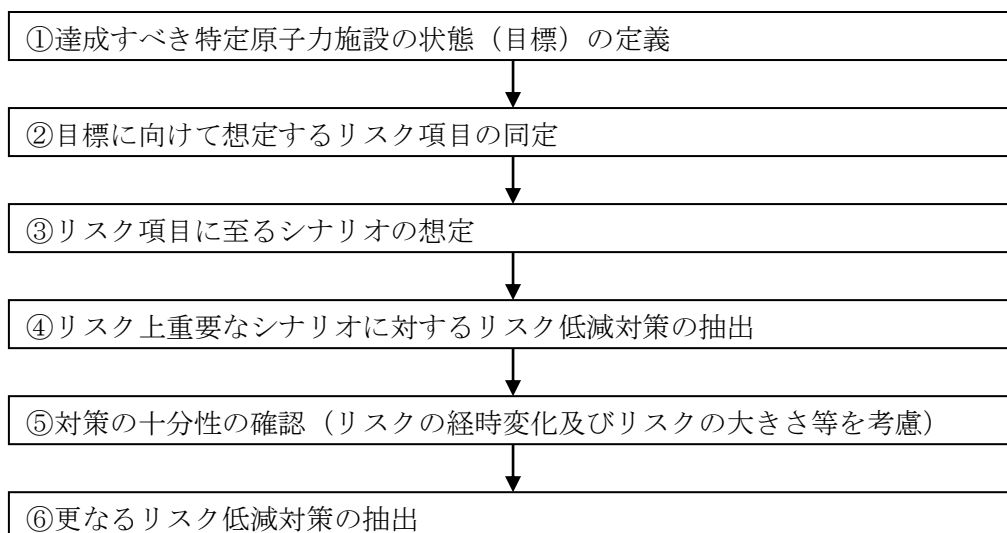 ①達成すべき特定原子力施設の状態（目標）の定義
②目標に向けて想定するリスク項目の同定
③リスク項目に至るシナリオの想定
④リスク上重要なシナリオに対するリスク低減対策の抽出
⑤対策の十分性の確認（リスクの経時変化及びリスクの大きさ等を考慮）
⑥更なるリスク低減対策の抽出